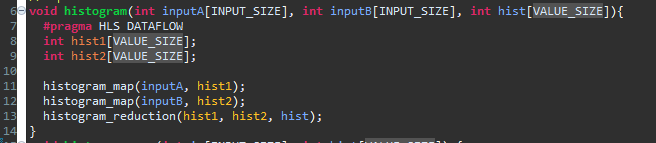 6 void histogram(int inputA[INPUT_SIZE], int inputB[INPUT_SIZE], int hist[VALUE_SIZE]){
7 #pragma HLS DATAFLOW
8 int hist1[VALUE_SIZE];
9 int hist2[VALUE_SIZE];
10
11 histogram_map(inputA, hist1);
12 histogram_map(inputB, hist2);
13 histogram_reduction(hist1, hist2, hist);
14 }